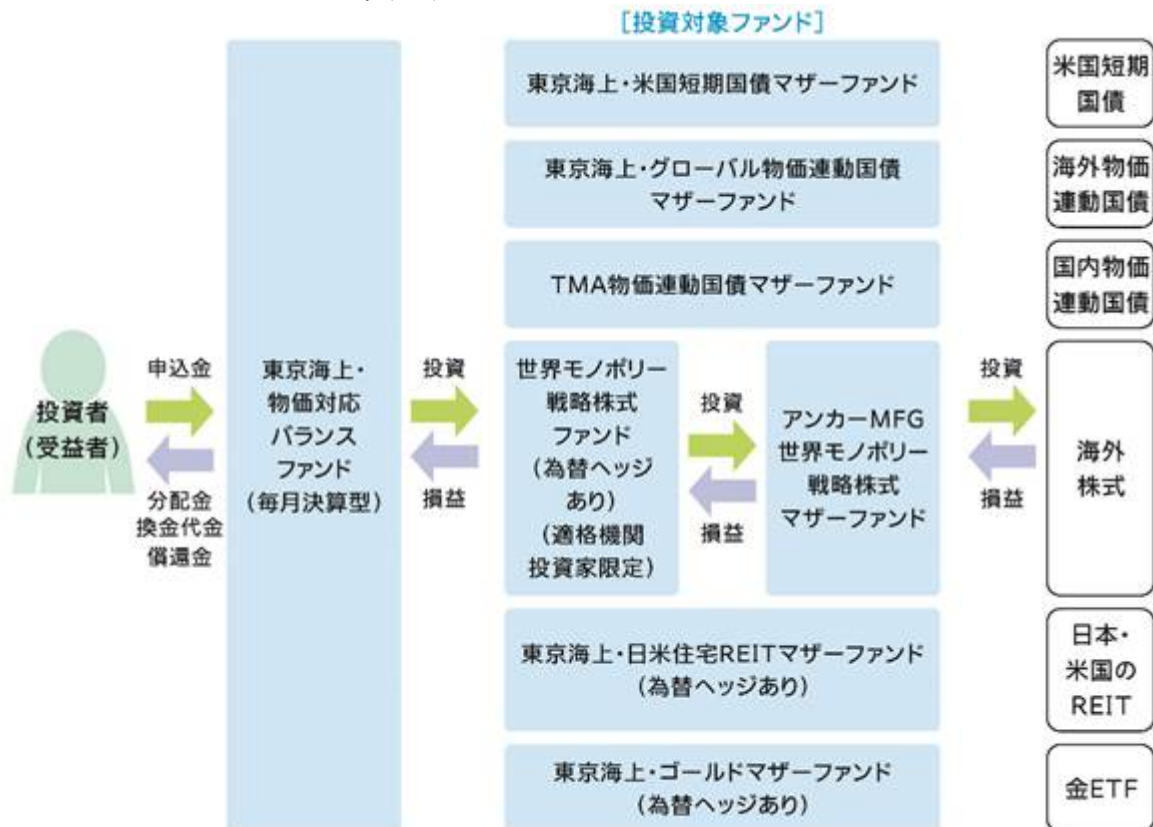 ［投資対象ファンド］
東京海上・米国短期国債マザーファンド
米国短期
国債
東京海上・グローバル物価連動国債
マザーファンド
海外物価
連動国債
TMA物価連動国債マザーファンド
国内物価
連動国債
投資者
（受益者）
申込金
分配金
換金代金
償還金
東京海上・
物価対応
バランス
ファンド
（毎月決算型）
投資
損益
世界モノポリー
戦略株式
ファンド
（為替ヘッジ
あり）
（適格機関
投資家限定）
投資
損益
アンカーMFG
世界モノポリー
戦略株式
マザーファンド
投資
損益
海外
株式
東京海上・日米住宅REITマザーファンド
（為替ヘッジあり）
日本・
米国の
REIT
東京海上・ゴールドマザーファンド
（為替ヘッジあり）
金ETF